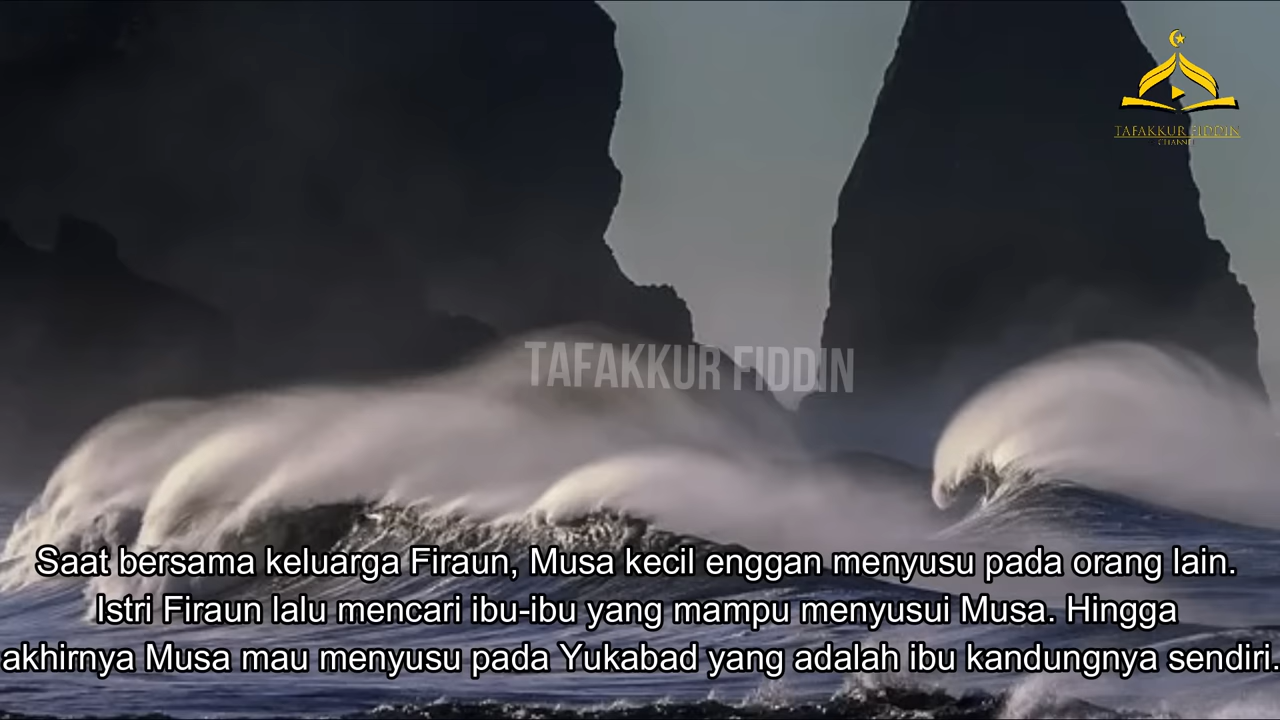 TAFAKKUR FIDDIN
CHANNEL
TAFAKKUR FIDDIN
Saat bersama keluarga Firaun, Musa kecil enggan menyusu pada orang lain.
Istri Firaun lalu mencari ibu-ibu yang mampu menyusui Musa. Hingga
akhirnya Musa mau menyusu pada Yukabad yang adalah ibu kandungnya sendiri.